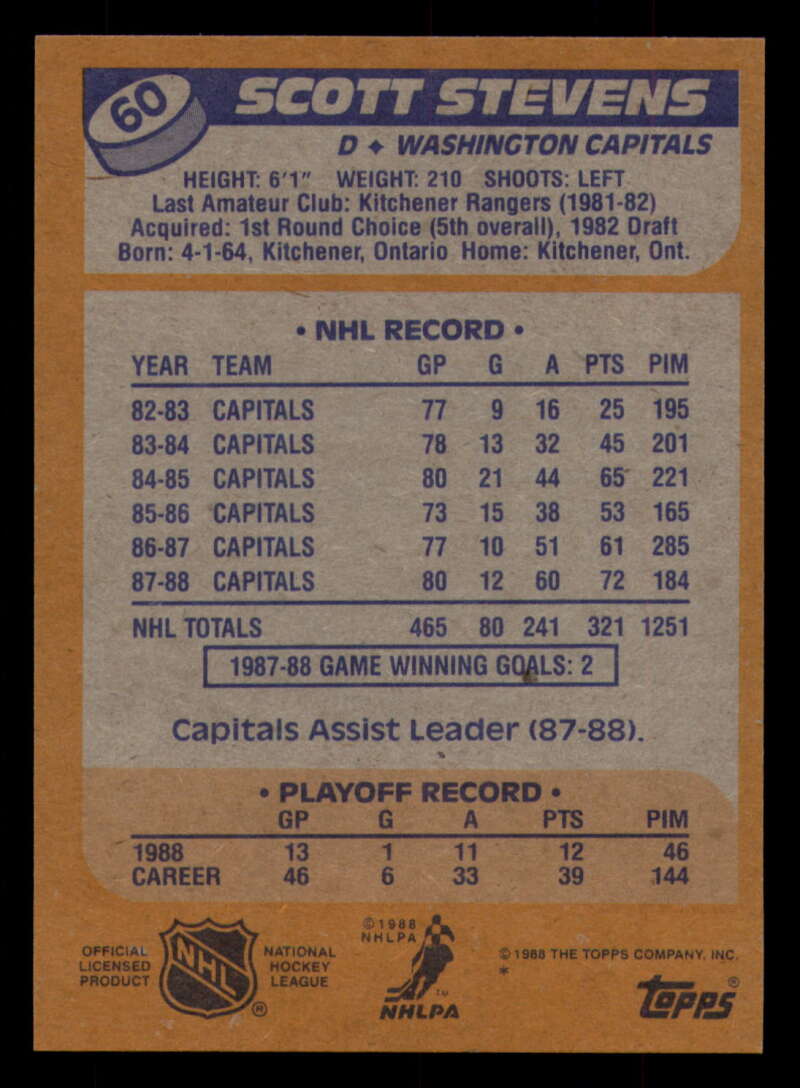 60
SCOTT STEVENS
D ♦ WASHINGTON CAPITALS
HEIGHT: 6'1" WEIGHT: 210 SHOOTS: LEFT
Last Amateur Club: Kitchener Rangers (1981-82)
Acquired: 1st Round Choice (5th overall), 1982 Draft
Born: 4-1-64, Kitchener, Ontario Home: Kitchener, Ont.
• NHL RECORD •
YEAR TEAM GP G A PTS PIM
82-83 CAPITALS 77 9 16 25 195
83-84 CAPITALS 78 13 32 45 201
84-85 CAPITALS 80 21 44 65 221
85-86 CAPITALS 73 15 38 53 165
86-87 CAPITALS 77 10 51 61 285
87-88 CAPITALS 80 12 60 72 184
NHL TOTALS 465 80 241 321 1251
1987-88 GAME WINNING GOALS: 2
Capitals Assist Leader (87-88).
• PLAYOFF RECORD •
GP G A PTS PIM
1988 13 1 11 12 46
CAREER 46 6 33 39 144
OFFICIAL
LICENSED
PRODUCT
NHL
®
NATIONAL
HOCKEY
LEAGUE
© 1988
NHLPA
TM
NHLPA
© 1988 THE TOPPS COMPANY, INC.
*
Topps®